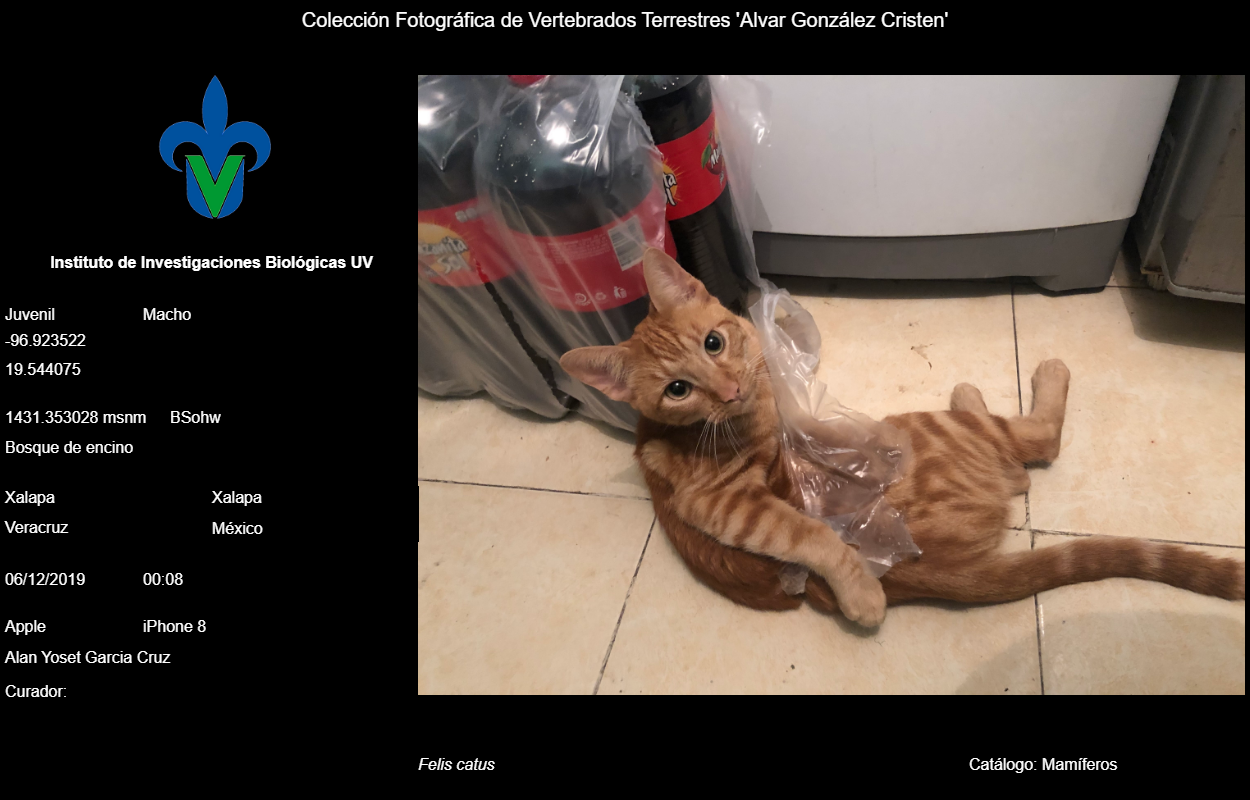 Colección Fotográfica de Vertebrados Terrestres 'Alvar González Cristen'
V
Instituto de Investigaciones Biológicas UV
Juvenil Macho
-96.923522
19.544075
1431.353028 msnm BSohw
Bosque de encino
Xalapa Xalapa
Veracruz México
06/12/2019 00:08
Apple iPhone 8
Alan Yoset Garcia Cruz
Curador:
Felis catus Catálogo: Mamíferos